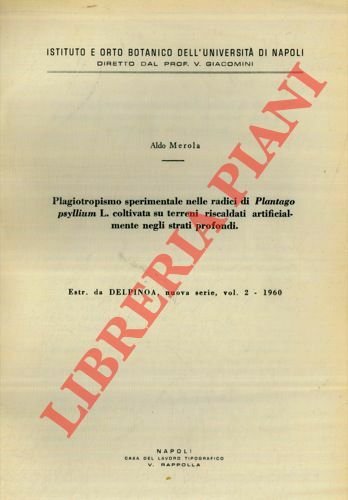 ISTITUTO E ORTO BOTANICO DELL'UNIVERSITÀ DI NAPOLI
DIRETTO DAL PROF. V. GIACOMINI
Aldo Merola
Plagiotropismo sperimentale nelle radici di Plantago
psyllium L. coltivata su terreni riscaldati artificial-
mente negli strati profondi.
Estr. da DELPINOA, nuova serie, vol. 2 - 1960
NAPOLI
CASA DEL LAVORO TIPOGRAFICO
V. RAPPOLLA
LIBRERIA PIANI